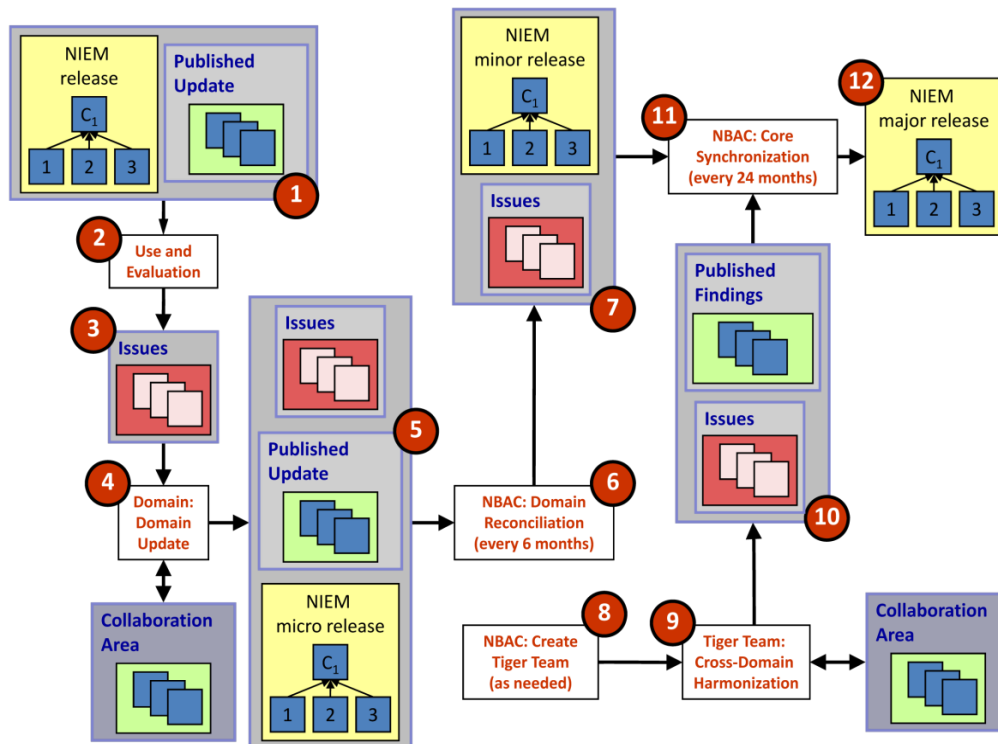 NIEM
release
C1
1 2 3
Published
Update
1
2
Use and
Evaluation
3
Issues
4
Domain:
Domain
Update
Collaboration
Area
Issues
5
Published
Update
NIEM
micro release
C1
1 2 3
6
NBAC: Domain
Reconciliation
(every 6 months)
NIEM
minor release
C1
1 2 3
Issues
7
8
NBAC: Create
Tiger Team
(as needed)
9
Tiger Team:
Cross-Domain
Harmonization
Collaboration
Area
Published
Findings
Issues
10
11
NBAC: Core
Synchronization
(every 24 months)
12
NIEM
major release
C1
1 2 3